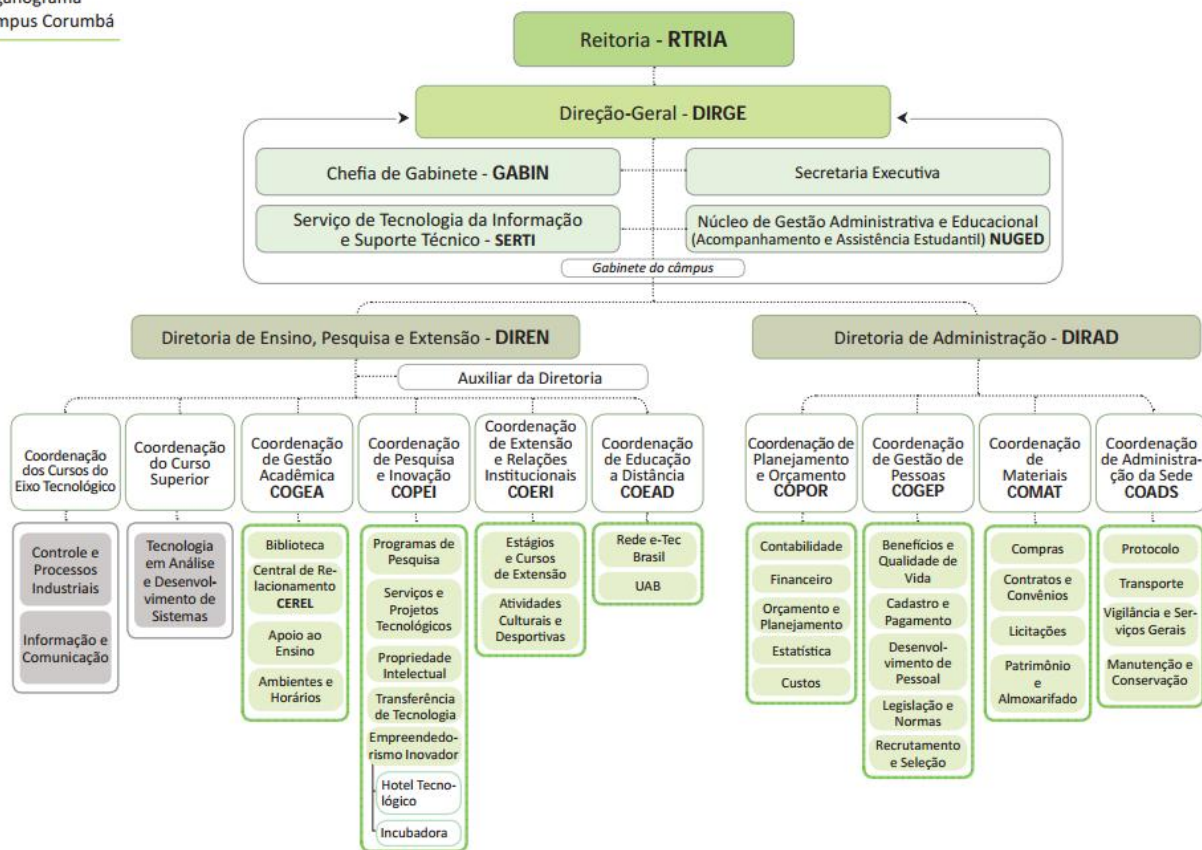 mpus Corumbá
Reitoria - RTRIA
Direção-Geral - DIRGE
Chefia de Gabinete - GABIN
Secretaria Executiva
Serviço de Tecnologia da Informação
e Suporte Técnico - SERTI
Núcleo de Gestão Administrativa e Educacional
(Acompanhamento e Assistência Estudantil) NUGED
Gabinete do câmpus
Diretoria de Ensino, Pesquisa e Extensão - DIREN
Diretoria de Administração - DIRAD
Auxiliar da Diretoria
Coordenação
dos Cursos do
Eixo Tecnológico
Coordenação
do Curso
Superior
Coordenação
de Gestão
Acadêmica
COGEA
Coordenação
de Pesquisa
e Inovação
COPEI
Coordenação
de Extensão
e Relações
Institucionais
COERI
Coordenação
de Educação
a Distância
COEAD
Coordenação de
Planejamento
e Orçamento
COPOR
Coordenação
de Gestão de
Pessoas
COGEP
Coordenação
de
Materiais
COMAT
Coordenação
de Administra-
ção da Sede
COADS
Controle e
Processos
Industriais
Informação e
Comunicação
Tecnologia
em Análise
e Desenvol-
vimento de
Sistemas
Biblioteca
Central de Re-
lacionamento
CEREL
Apoio ao
Ensino
Ambientes e
Horários
Programas de
Pesquisa
Serviços e
Projetos
Tecnológicos
Propriedade
Intelectual
Transferência
de Tecnologia
Empreendedo-
rismo Inovador
Hotel Tecno-
lógico
Incubadora
Estágios
e Cursos
de Extensão
Atividades
Culturais e
Desportivas
Rede e-Tec
Brasil
UAB
Contabilidade
Financeiro
Orçamento e
Planejamento
Estatística
Custos
Benefícios e
Qualidade de
Vida
Cadastro e
Pagamento
Desenvol-
vimento de
Pessoal
Legislação e
Normas
Recrutamento
e Seleção
Compras
Contratos e
Convênios
Licitações
Patrimônio
e
Almoxarifado
Protocolo
Transporte
Vigilância e Ser-
viços Gerais
Manutenção e
Conservação